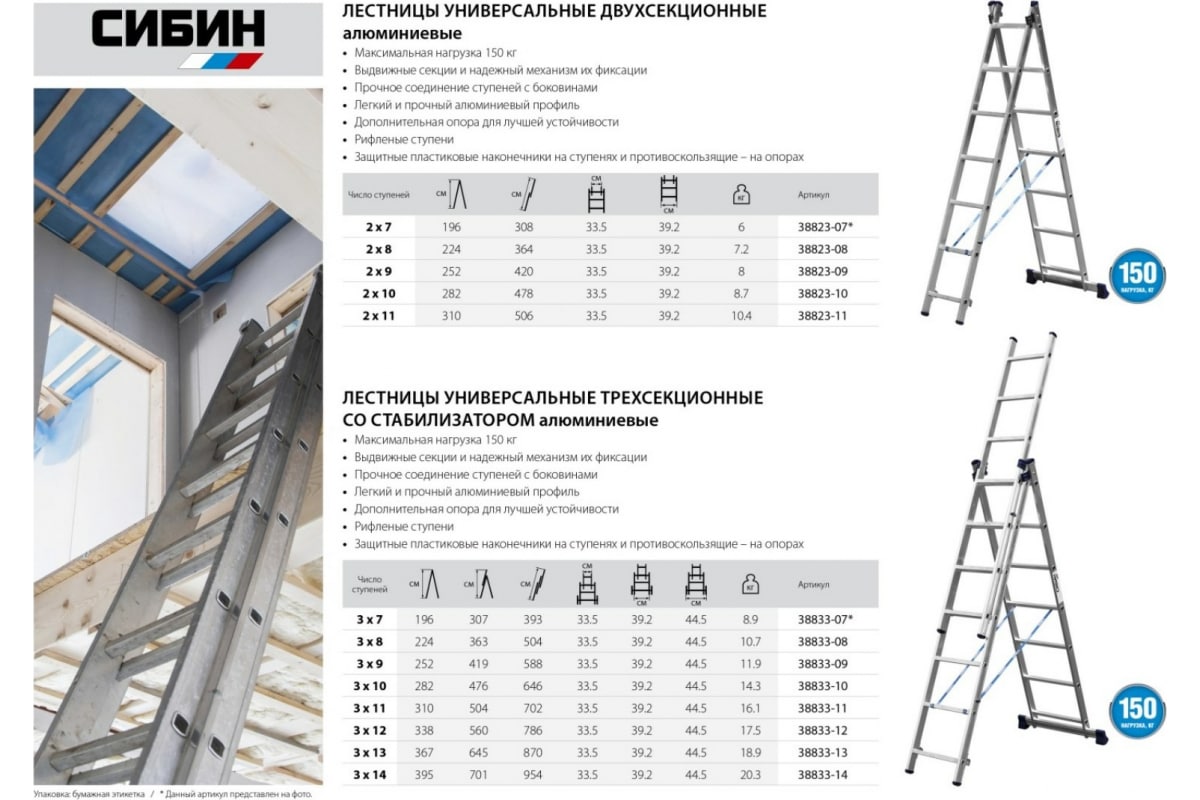 СИБИН
ЛЕСТНИЦЫ УНИВЕРСАЛЬНЫЕ ДВУХСЕКЦИОННЫЕ
алюминиевые
• Максимальная нагрузка 150 кг
• Выдвижные секции и надежный механизм их фиксации
• Прочное соединение ступеней с боковинами
• Легкий и прочный алюминиевый профиль
• Дополнительная опора для лучшей устойчивости
• Рифленые ступени
• Защитные пластиковые наконечники на ступенях и противоскользящие – на опорах
Число ступеней СМ СМ СМ СМ КГ Артикул
2 x 7 196 308 33.5 39.2 6 38823-07*
2 x 8 224 364 33.5 39.2 7.2 38823-08
2 x 9 252 420 33.5 39.2 8 38823-09
2 x 10 282 478 33.5 39.2 8.7 38823-10
2 x 11 310 506 33.5 39.2 10.4 38823-11
150
НАГРУЗКА, КГ
ЛЕСТНИЦЫ УНИВЕРСАЛЬНЫЕ ТРЕХСЕКЦИОННЫЕ
СО СТАБИЛИЗАТОРОМ алюминиевые
• Максимальная нагрузка 150 кг
• Выдвижные секции и надежный механизм их фиксации
• Прочное соединение ступеней с боковинами
• Легкий и прочный алюминиевый профиль
• Дополнительная опора для лучшей устойчивости
• Рифленые ступени
• Защитные пластиковые наконечники на ступенях и противоскользящие – на опорах
Число ступеней СМ СМ СМ СМ СМ СМ КГ Артикул
3 x 7 196 307 393 33.5 39.2 44.5 8.9 38833-07*
3 x 8 224 363 504 33.5 39.2 44.5 10.7 38833-08
3 x 9 252 419 588 33.5 39.2 44.5 11.9 38833-09
3 x 10 282 476 646 33.5 39.2 44.5 14.3 38833-10
3 x 11 310 504 702 33.5 39.2 44.5 16.1 38833-11
3 x 12 338 560 786 33.5 39.2 44.5 17.5 38833-12
3 x 13 367 645 870 33.5 39.2 44.5 18.9 38833-13
3 x 14 395 701 954 33.5 39.2 44.5 20.3 38833-14
150
НАГРУЗКА, КГ
Упаковка: бумажная этикетка / * Данный артикул представлен на фото.